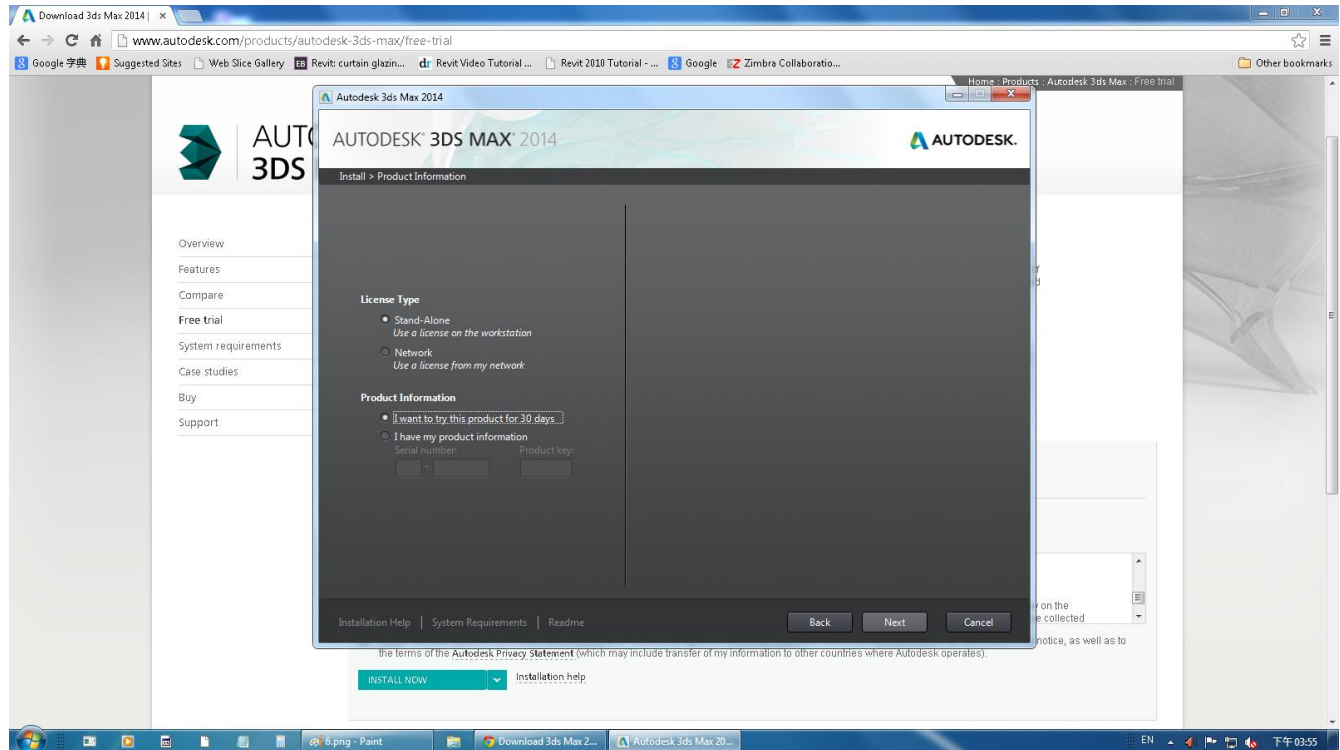 Download 3ds Max 2014 |
www.autodesk.com/products/autodesk-3ds-max/free-trial
Google 字典 Suggested Sites Web Slice Gallery Revit: curtain glazin... Revit Video Tutorial ... Revit 2010 Tutorial - ... Google Zimbra Collaboratio... Other bookmarks
Home : Products : Autodesk 3ds Max : Free trial
3DS
Overview
Features
Compare
Free trial
System requirements
Case studies
Buy
Support
Autodesk 3ds Max 2014
AUTODESK® 3DS MAX® 2014
AUTODESK.
Install > Product Information
License Type
Stand-Alone
Use a license on the workstation
Network
Use a license from my network
Product Information
I want to try this product for 30 days
I have my product information
Serial number: Product key:
-
Installation Help | System Requirements | Readme
Back Next Cancel
on the
collected
notice, as well as to
the terms of the Autodesk Privacy Statement (which may include transfer of my information to other countries where Autodesk operates).
INSTALL NOW Installation help
6.png - Paint Download 3ds Max 2... Autodesk 3ds Max 20... EN 下午 03:55